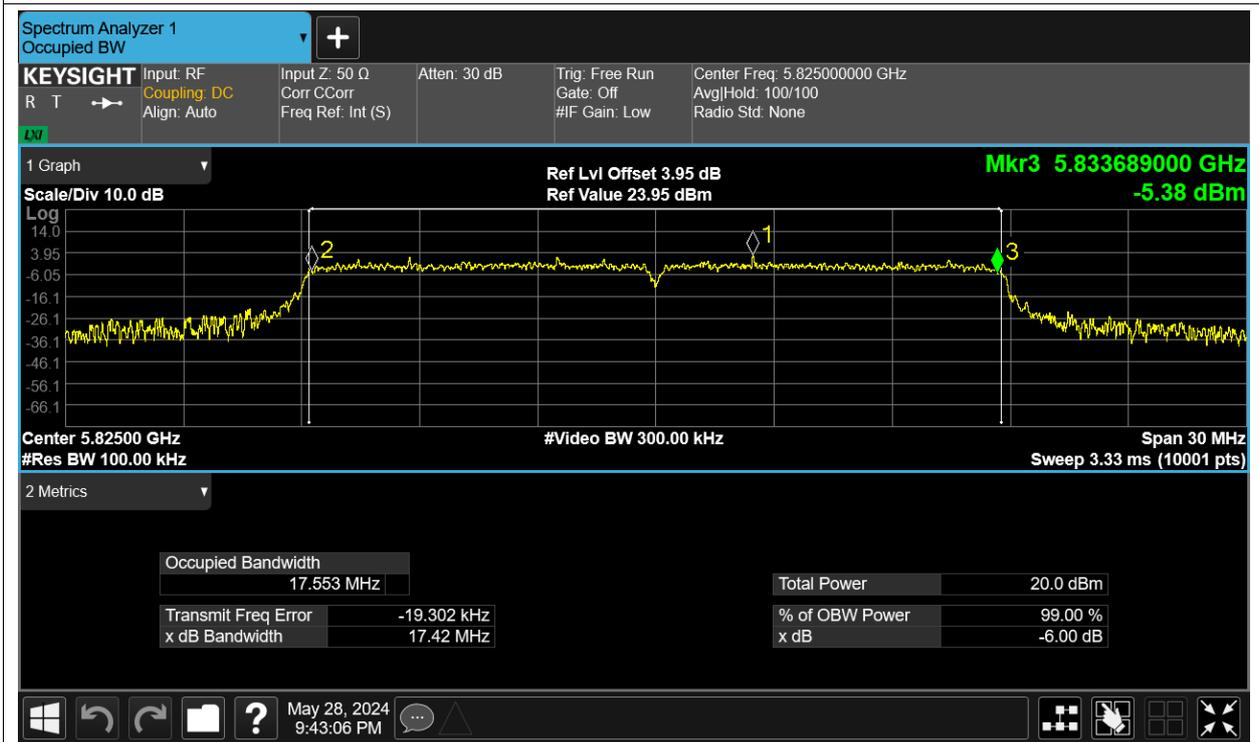 Spectrum Analyzer 1
Occupied BW
KEYSIGHT
R T
LXI
Input: RF
Coupling: DC
Align: Auto
Input Z: 50 Ω
Corr CCorr
Freq Ref: Int (S)
Atten: 30 dB
Trig: Free Run
Gate: Off
#IF Gain: Low
Center Freq: 5.825000000 GHz
Avg|Hold: 100/100
Radio Std: None
1 Graph
Scale/Div 10.0 dB
Ref Lvl Offset 3.95 dB
Ref Value 23.95 dBm
Mkr3 5.833689000 GHz
-5.38 dBm
Log
14.0
3.95
-6.05
-16.1
-26.1
-36.1
-46.1
-56.1
-66.1
2
1
3
Center 5.82500 GHz
#Video BW 300.00 kHz
Span 30 MHz
#Res BW 100.00 kHz
Sweep 3.33 ms (10001 pts)
2 Metrics
Occupied Bandwidth
17.553 MHz
Transmit Freq Error -19.302 kHz
x dB Bandwidth 17.42 MHz
Total Power 20.0 dBm
% of OBW Power 99.00 %
x dB -6.00 dB
?
May 28, 2024
9:43:06 PM